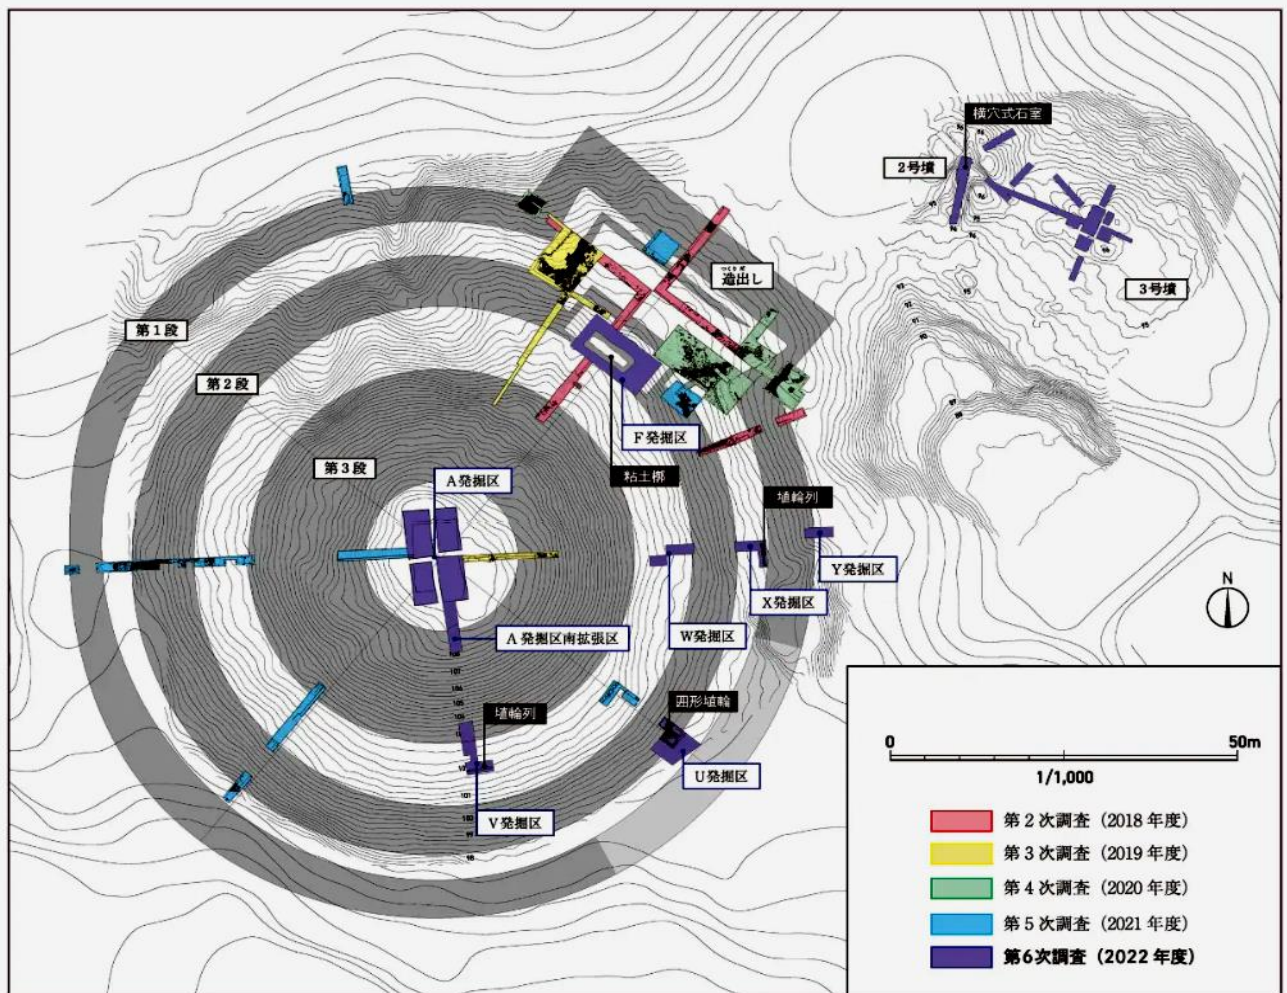 横穴式石室
2号墳
つくりだ
造出し
3号墳
第1段
第2段
第3段
F発掘区
粘土槨
A発掘区
埴輪列
Y発掘区
X発掘区
W発掘区
A発掘区南拡張区
埴輪列
囲形埴輪
U発掘区
V発掘区
N
0
50m
1/1,000
第2次調査（2018年度）
第3次調査（2019年度）
第4次調査（2020年度）
第5次調査（2021年度）
第6次調査（2022年度）